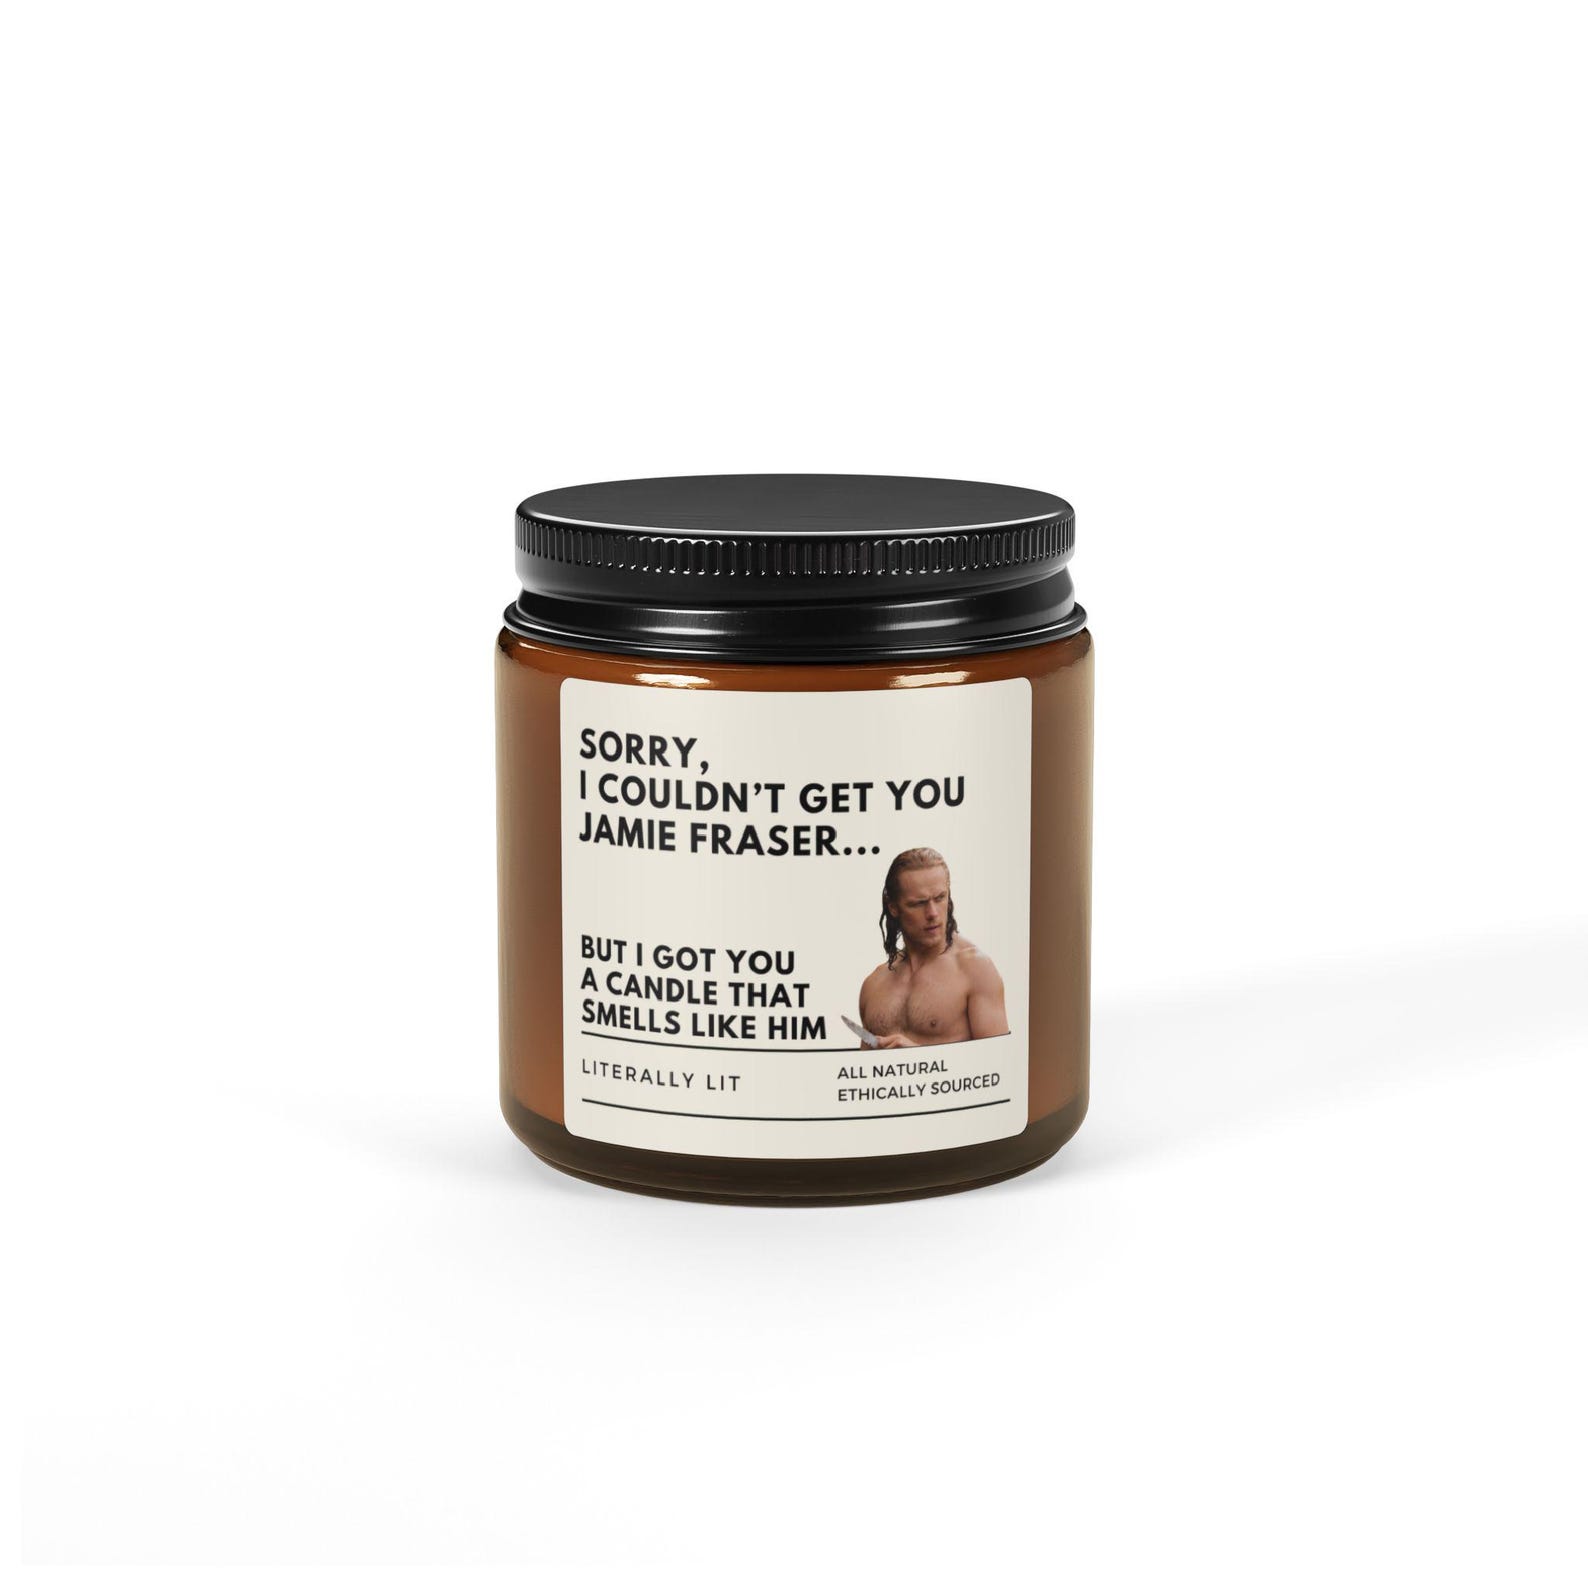 SORRY,
I COULDN'T GET YOU
JAMIE FRASER...
BUT I GOT YOU
A CANDLE THAT
SMELLS LIKE HIM
LITERALLY LIT
ALL NATURAL
ETHICALLY SOURCED